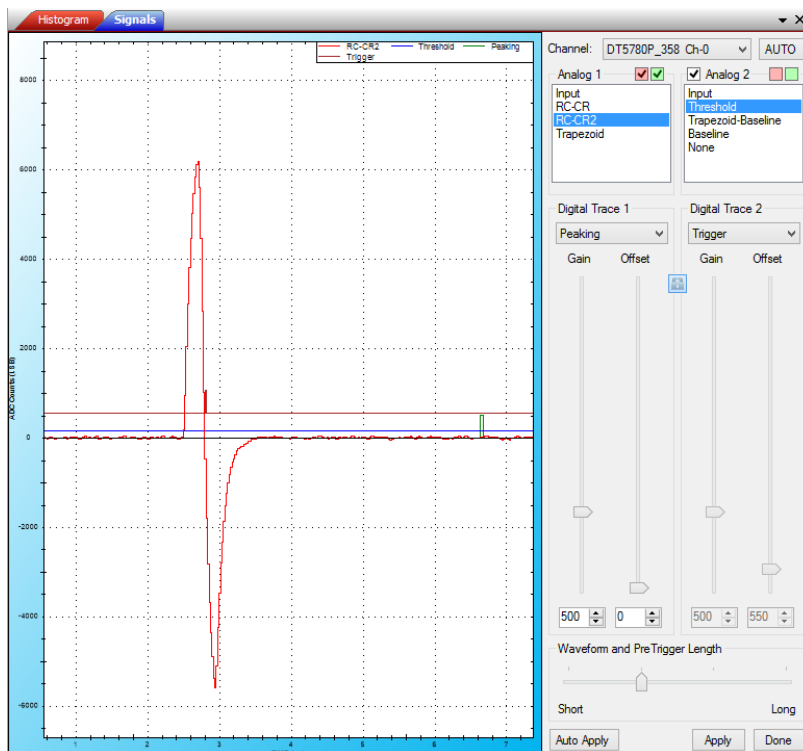 Histogram
Signals
RC-CR2 Threshold Peaking
Trigger
Channel: DT5780P_358 Ch-0 AUTO
Analog 1
Input
RC-CR
RC-CR2
Trapezoid
Analog 2
Input
Threshold
Trapezoid-Baseline
Baseline
None
Digital Trace 1
Peaking
Gain Offset
500 0
Digital Trace 2
Trigger
Gain Offset
500 550
8000
6000
4000
2000
0
-2000
-4000
-6000
ADC Counts (LSB)
1 2 3 4 5 6 7
Waveform and PreTrigger Length
Short Long
Auto Apply Apply Done